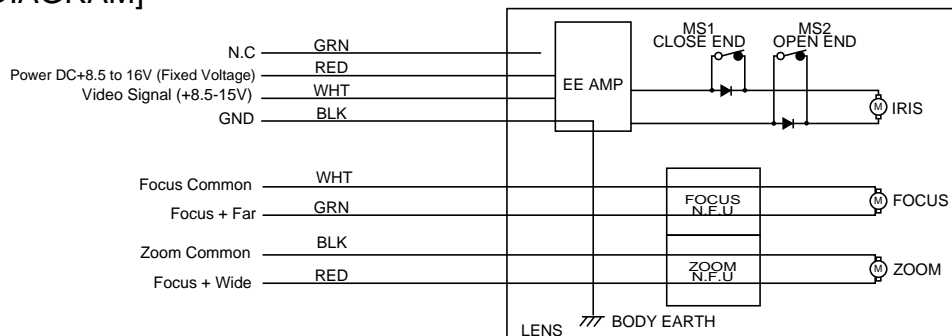 DIAGRAM]
MS1
CLOSE END
MS2
OPEN END
N.C GRN
Power DC+8.5 to 16V (Fixed Voltage) RED
Video Signal (+8.5-15V) WHT
GND BLK
EE AMP
M IRIS
Focus Common WHT
Focus + Far GRN
FOCUS
N.F.U
M FOCUS
Zoom Common BLK
Focus + Wide RED
ZOOM
N.F.U
M ZOOM
LENS
BODY EARTH